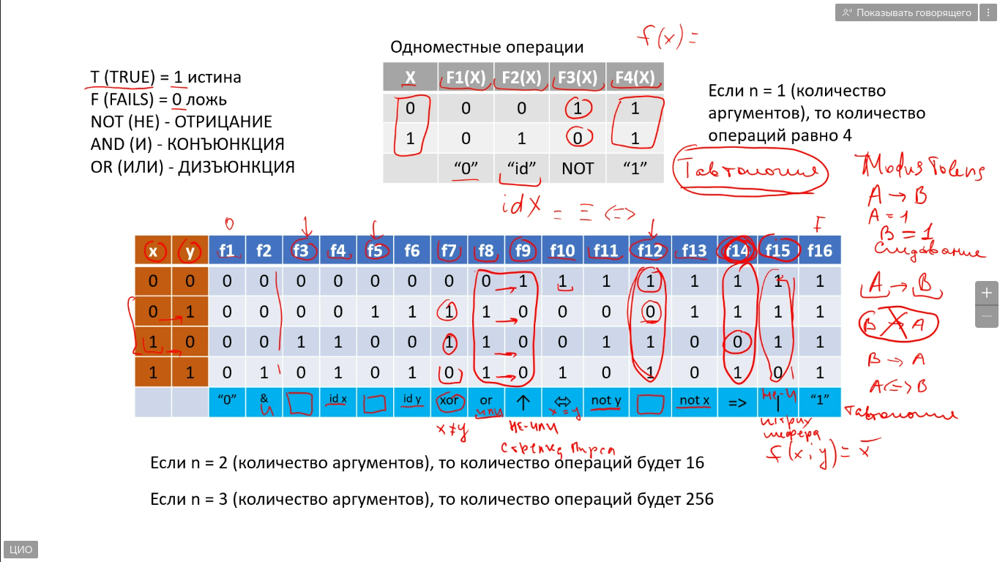 Показывать говорящего
f(x) =
Одноместные операции
T (TRUE) = 1 истина
F (FAILS) = 0 ложь
NOT (НЕ) - ОТРИЦАНИЕ
AND (И) - КОНЪЮНКЦИЯ
OR (ИЛИ) - ДИЗЪЮНКЦИЯ
X F1(X) F2(X) F3(X) F4(X)
0 0 0 1 1
1 0 1 0 1
“0” “id” NOT “1”
Если n = 1 (количество
аргументов), то количество
операций равно 4
Тавтология
id X = ≡ <=>
Modus Tolens
A → B
A = 1
B = 1
Следование
A → B
B → A
B → A
A <=> B
Тавтология
0 ↓ ↓ ↓ F
x y f1 f2 f3 f4 f5 f6 f7 f8 f9 f10 f11 f12 f13 f14 f15 f16
0 0 0 0 0 0 0 0 0 0 1 1 1 1 1 1 1 1
0 1 0 0 0 0 1 1 1 1 0 0 0 0 1 1 1 1
1 0 0 0 1 1 0 0 1 1 0 0 1 1 0 0 1 1
1 1 0 1 0 1 0 1 0 1 0 1 0 1 0 1 0 1
“0” & id x id y xor or ↑ ⇔ not y not x => | “1”
и или x = y не-и
x ≠ y не-или
стрелка Пирса
штрих
шефера
f(x; y) = x̅
Если n = 2 (количество аргументов), то количество операций будет 16
Если n = 3 (количество аргументов), то количество операций будет 256
ЦИО